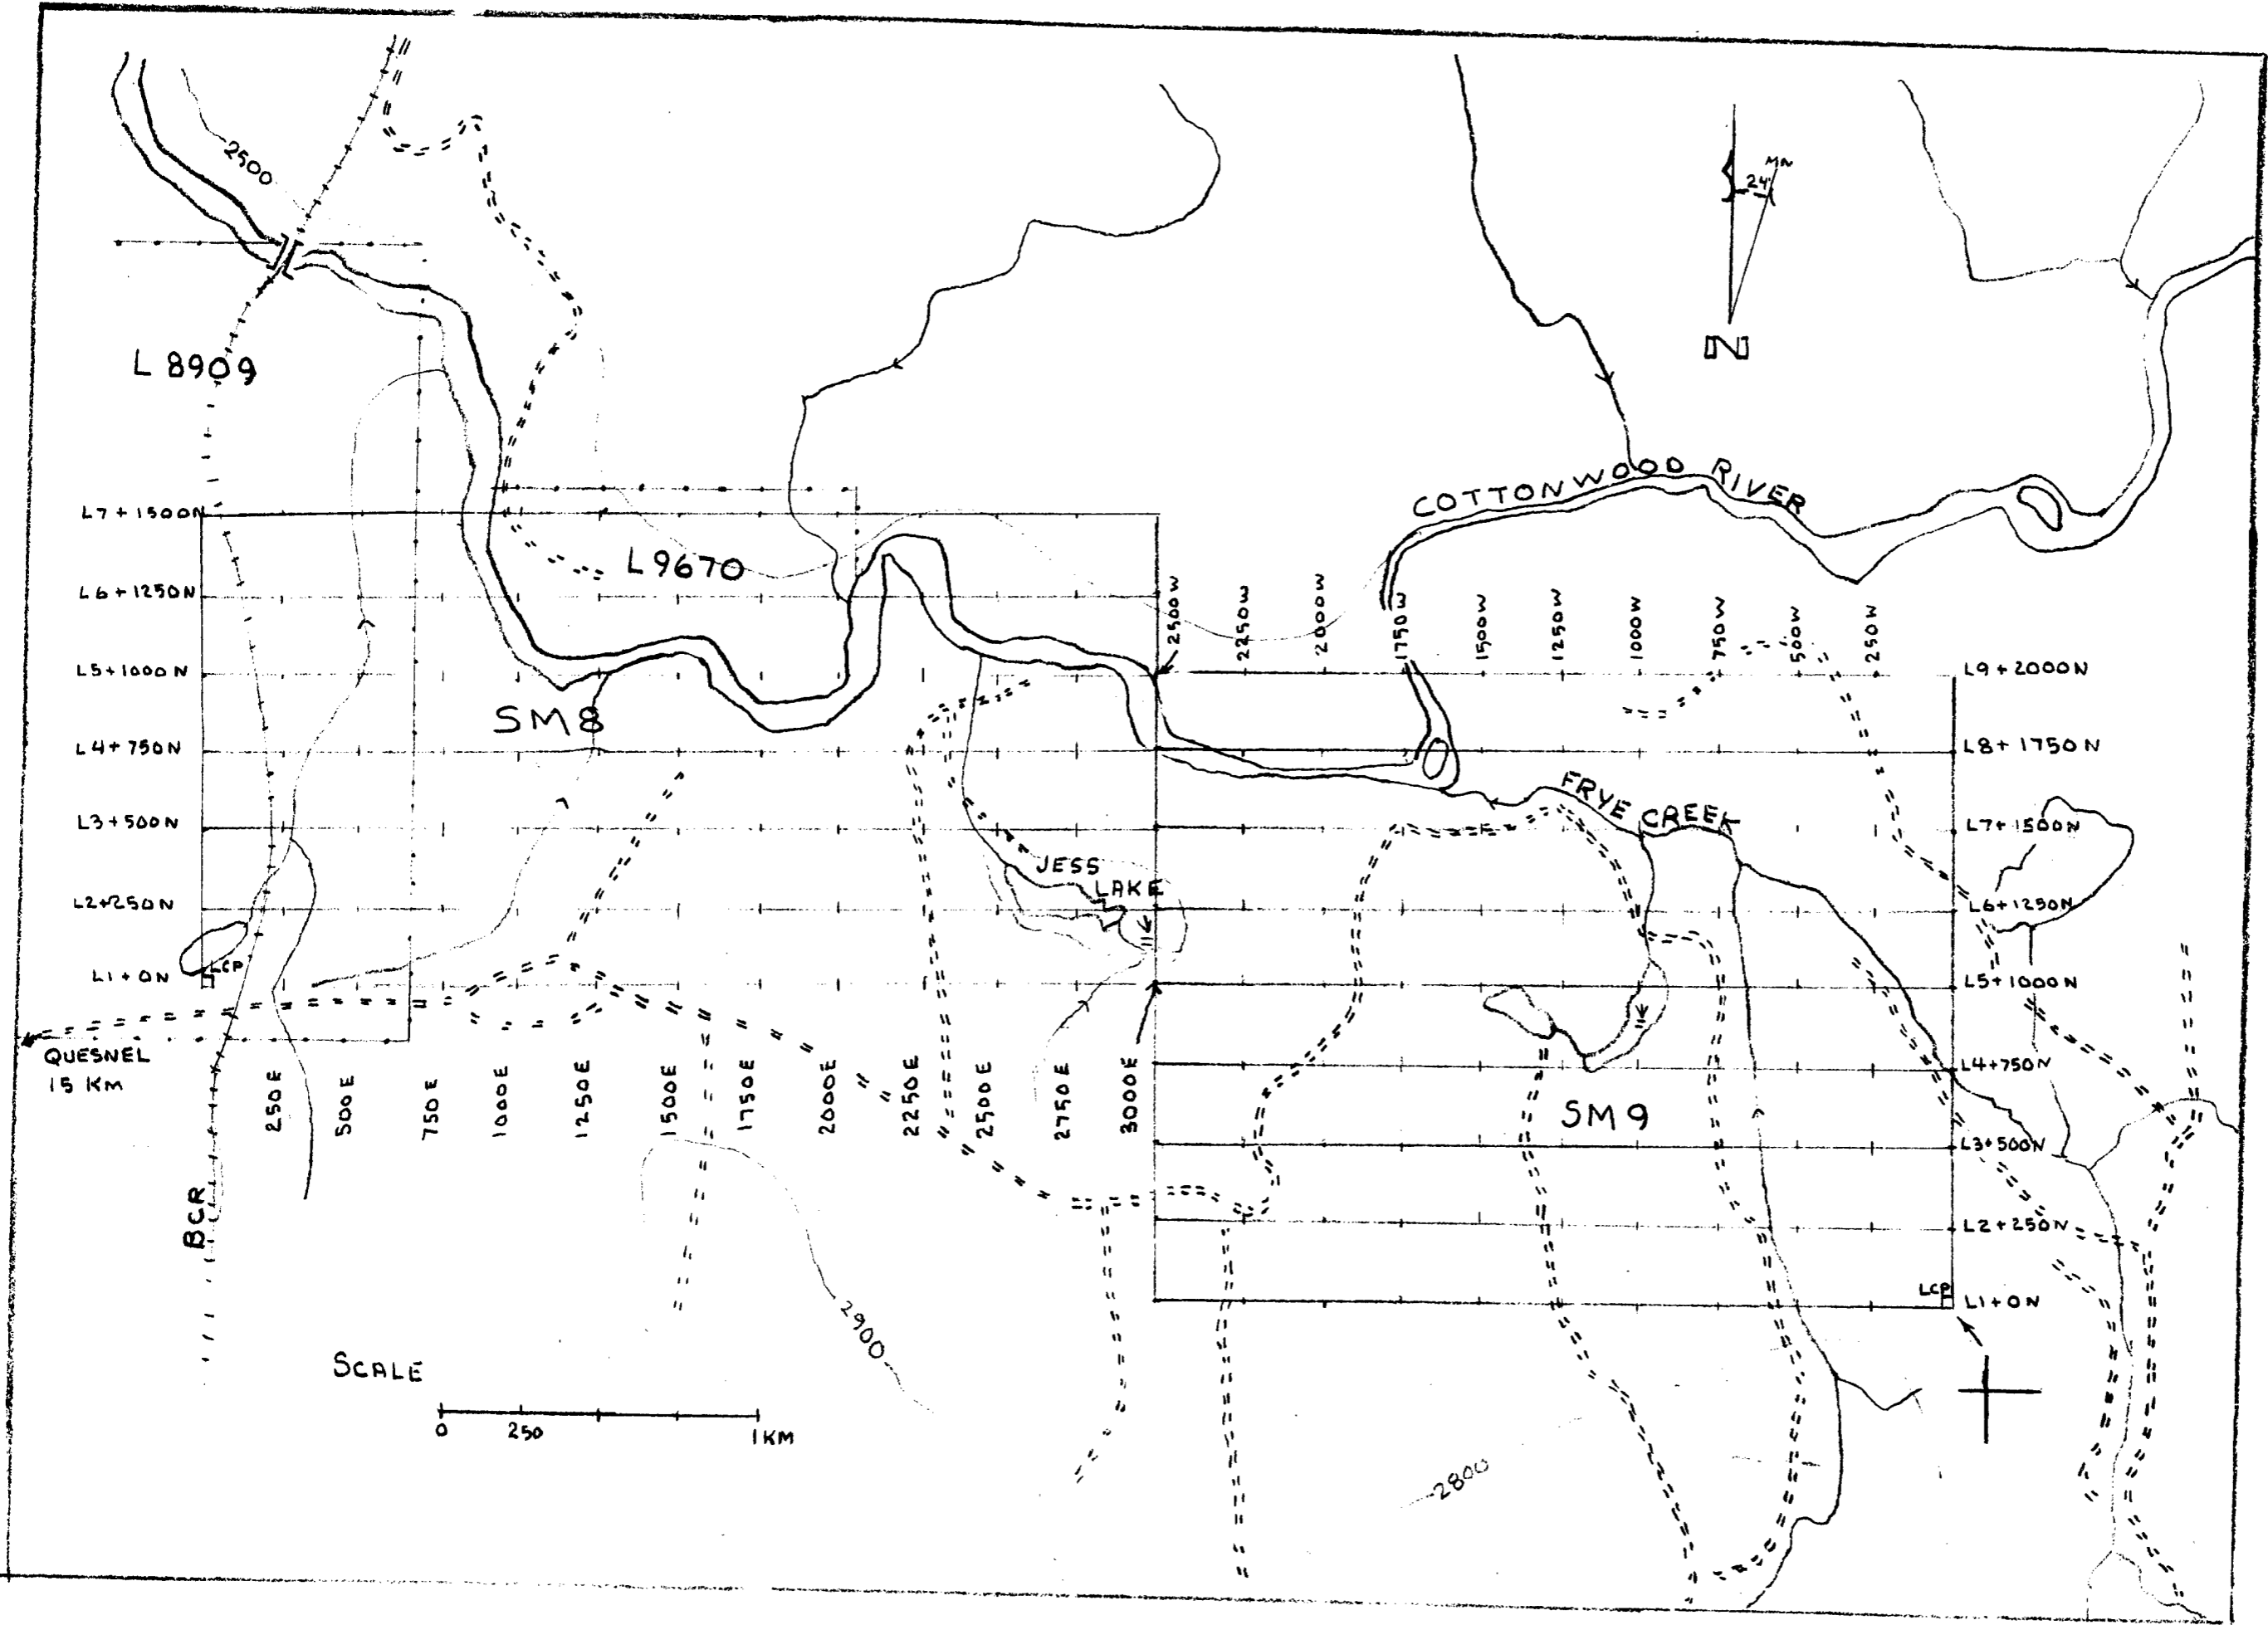 2500
MN
24
N
L 8909
COTTONWOOD RIVER
L7 + 1500N
L9670
L6 + 1250N
L5 + 1000 N
SM8
L4 + 750N
L3 + 500N
L2+250N
L1 + 0N
LCP
2500W
2250W
2000W
1750W
1500W
1250W
1000W
750W
500W
250W
L9 + 2000N
L8 + 1750N
FRYE CREEK
L7 + 1500N
JESS
LAKE
L6 + 1250N
L5 + 1000N
QUESNEL
15 KM
250E
500E
750E
1000E
1250E
1500E
1750E
2000E
2250E
2500E
2750E
3000E
L4+750N
SM9
L3+500N
BCR
L2+250N
LCP
L1+0N
2900
SCALE
0
250
1KM
2800